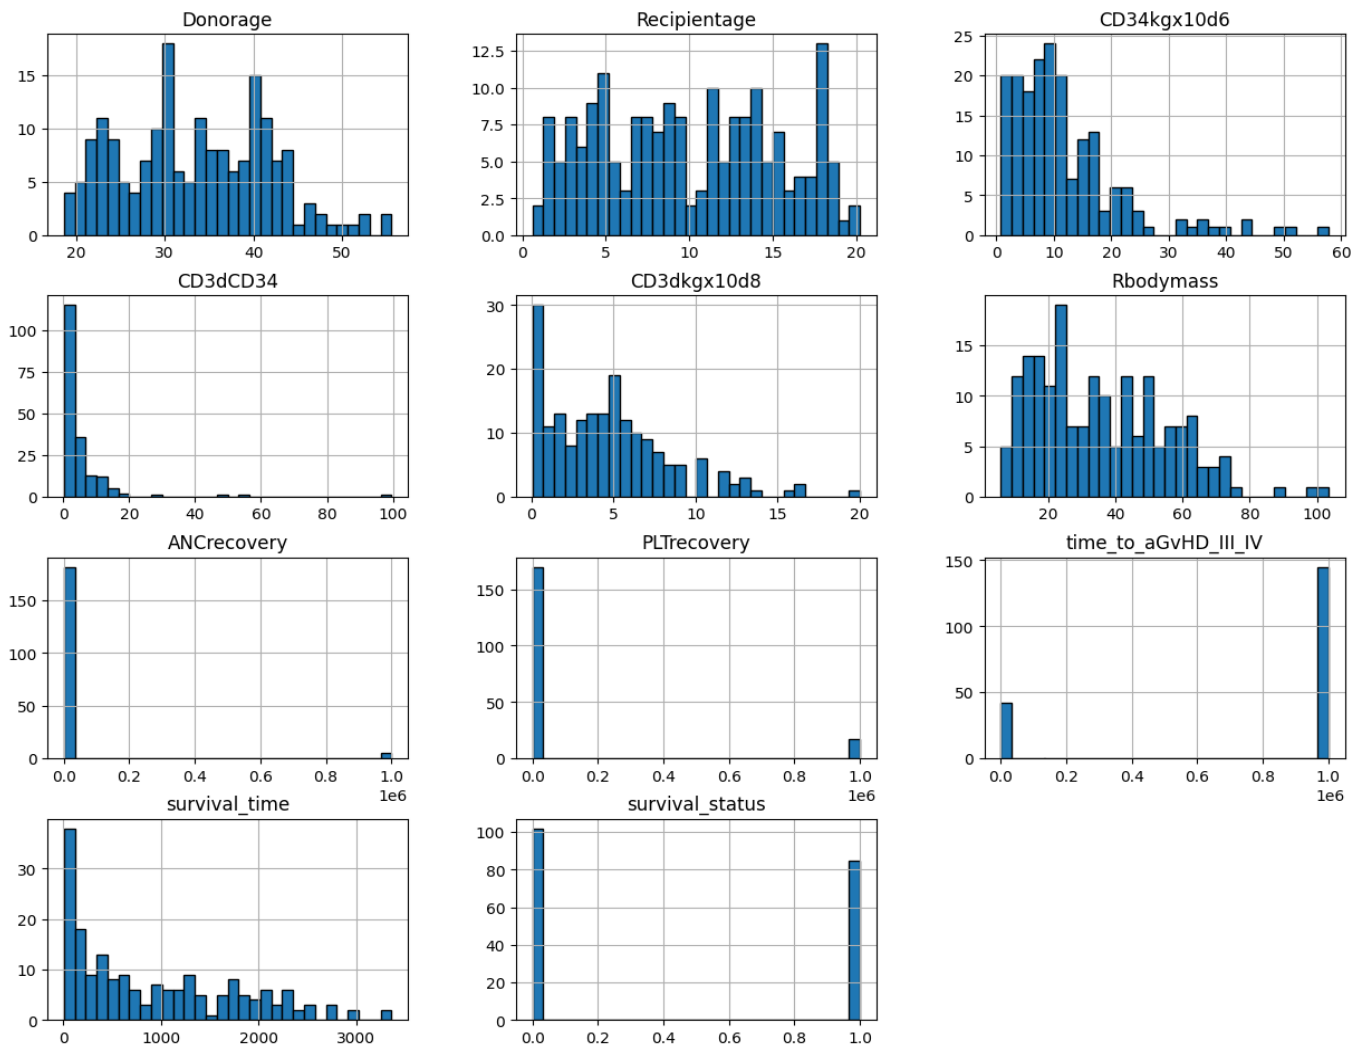 Donorage
15
10
5
0
20 30 40 50
Recipientage
12.5
10.0
7.5
5.0
2.5
0.0
0 5 10 15 20
CD34kgx10d6
25
20
15
10
5
0
0 10 20 30 40 50 60
CD3dCD34
100
75
50
25
0
0 20 40 60 80 100
CD3dkgx10d8
30
20
10
0
0 5 10 15 20
Rbodymass
15
10
5
0
20 40 60 80 100
ANCrecovery
150
100
50
0
0.0 0.2 0.4 0.6 0.8 1.0
1e6
PLTrecovery
150
100
50
0
0.0 0.2 0.4 0.6 0.8 1.0
1e6
time_to_aGvHD_III_IV
150
100
50
0
0.0 0.2 0.4 0.6 0.8 1.0
1e6
survival_time
30
20
10
0
0 1000 2000 3000
survival_status
100
80
60
40
20
0
0.0 0.2 0.4 0.6 0.8 1.0